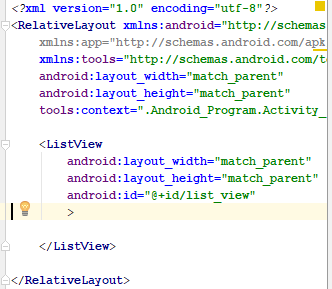 <?xml version="1.0" encoding="utf-8"?>
<RelativeLayout xmlns:android="http://schemas
xmlns:app="http://schemas.android.com/apk
xmlns:tools="http://schemas.android.com/to
android:layout_width="match_parent"
android:layout_height="match_parent"
tools:context=".Android_Program.Activity_
<ListView
android:layout_width="match_parent"
android:layout_height="match_parent"
android:id="@+id/list_view"
>
</ListView>
</RelativeLayout>